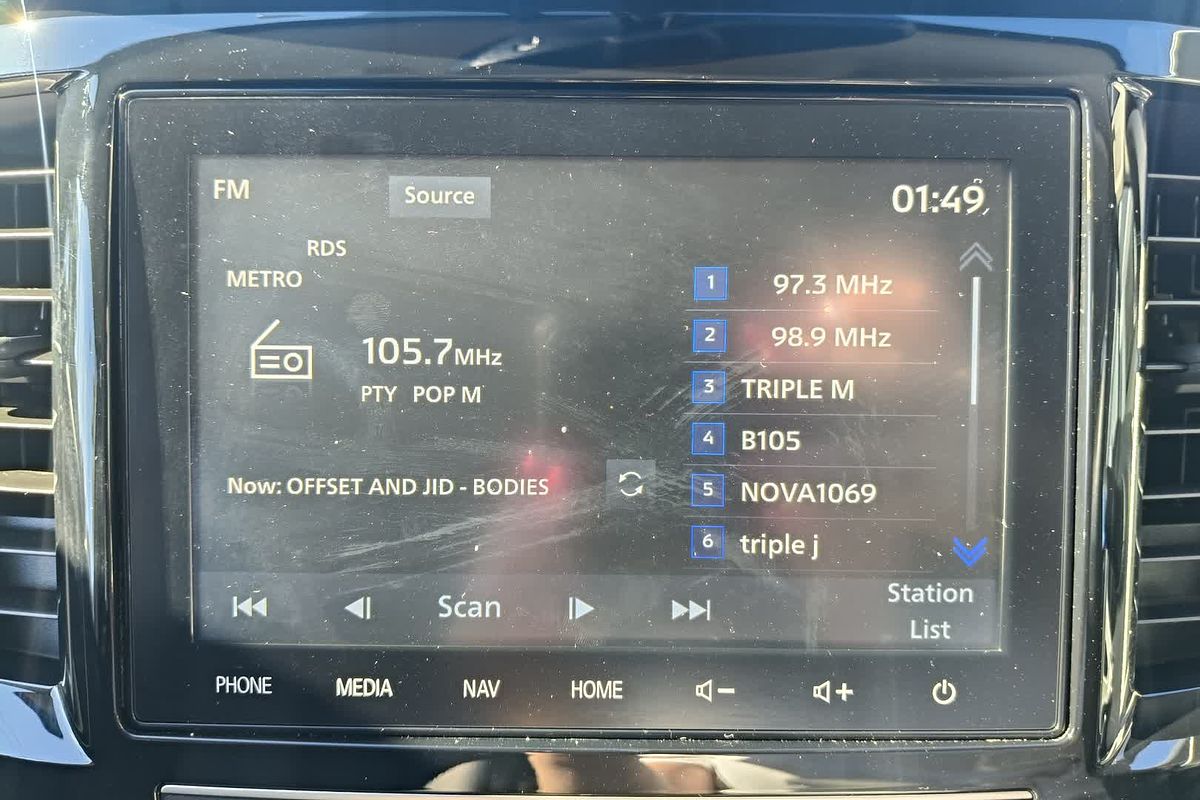 FM
Source
01:49
RDS
METRO
105.7MHz
PTY POP M
Now: OFFSET AND JID - BODIES
1 97.3 MHz
2 98.9 MHz
3 TRIPLE M
4 B105
5 NOVA1069
6 triple j
Scan
Station
List
PHONE MEDIA NAV HOME